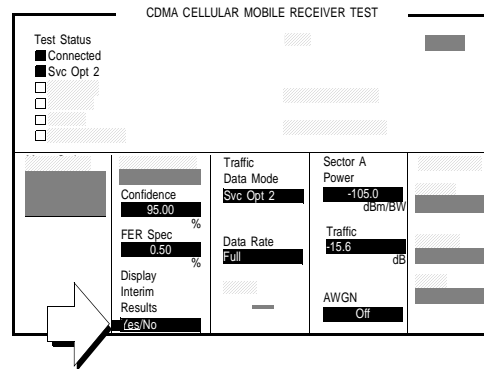 CDMA CELLULAR MOBILE RECEIVER TEST
Test Status
Connected
Svc Opt 2
Confidence
95.00
%
FER Spec
0.50
%
Display
Interim
Results
Yes/No
Traffic
Data Mode
Svc Opt 2
Data Rate
Full
Sector A
Power
-105.0
dBm/BW
Traffic
-15.6
dB
AWGN
Off